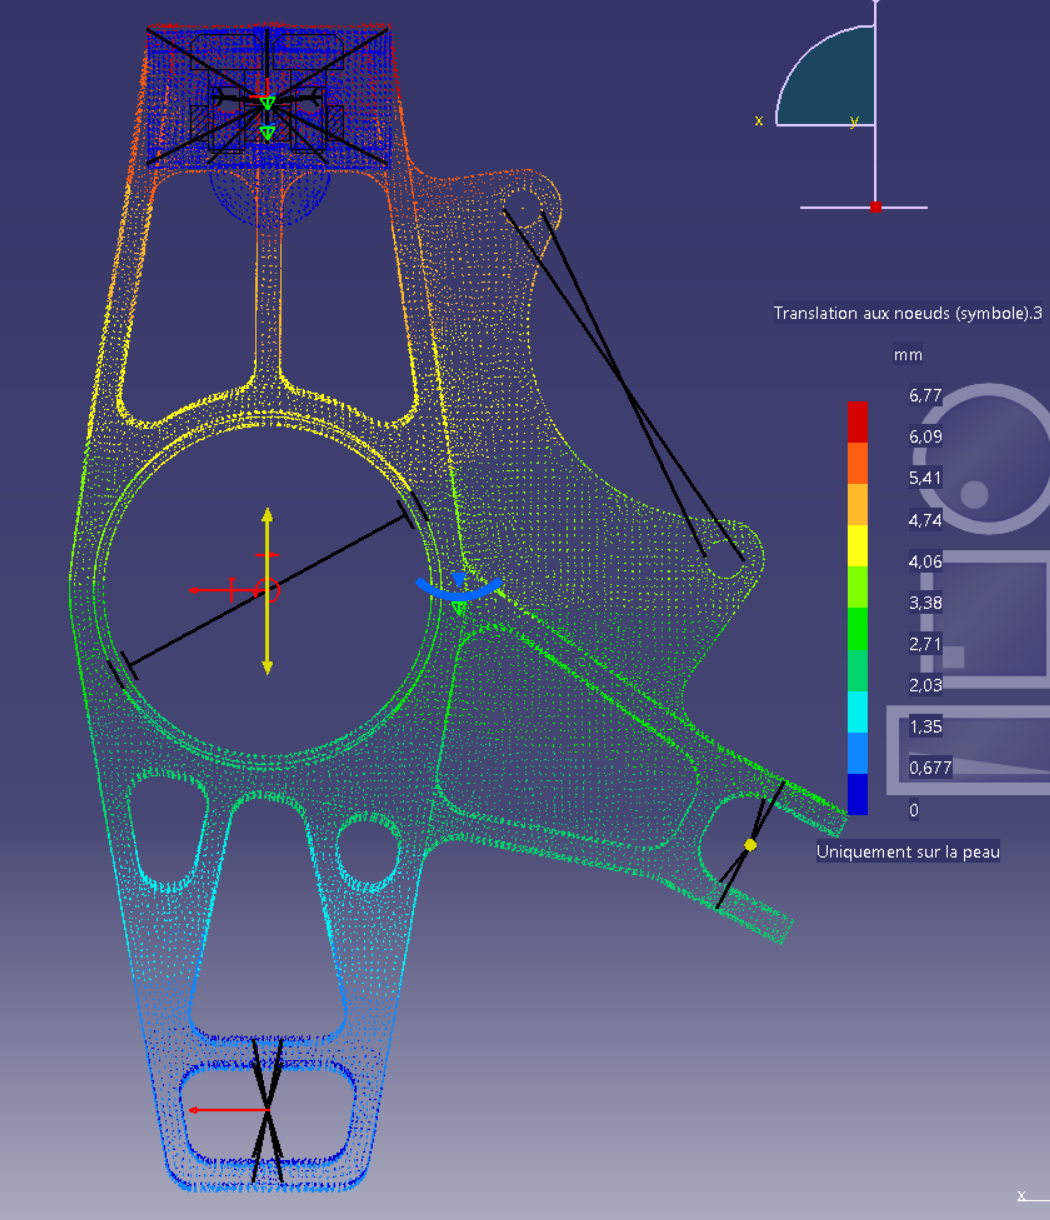 x
y
Translation aux noeuds (symbole).3
mm
6,77
6,09
5,41
4,74
4,06
3,38
2,71
2,03
1,35
0,677
0
Uniquement sur la peau
x